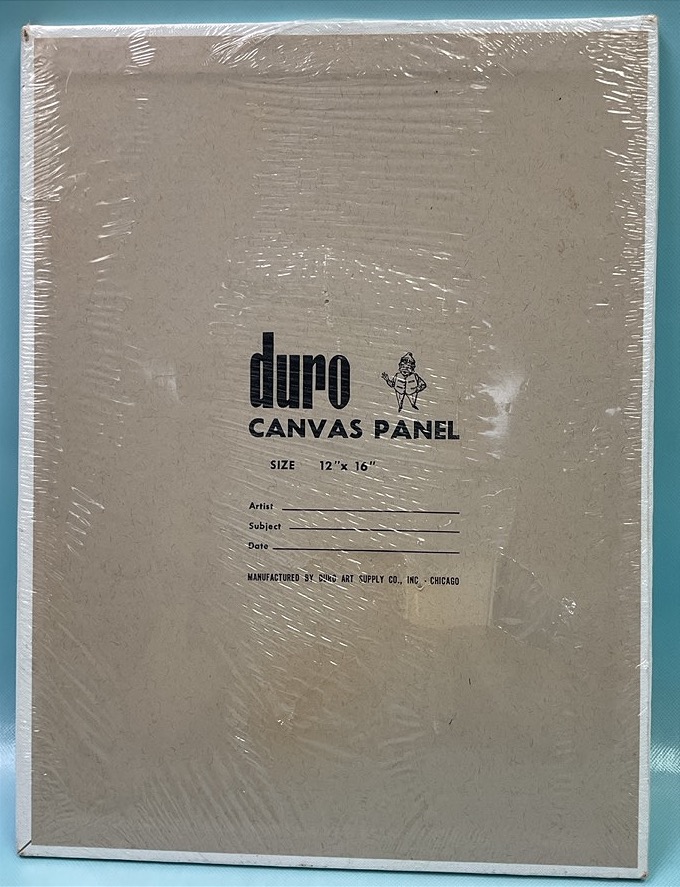 duro
CANVAS PANEL
SIZE 12"x 16"
Artist
Subject
Date
MANUFACTURED BY DURO ART SUPPLY CO., INC. - CHICAGO